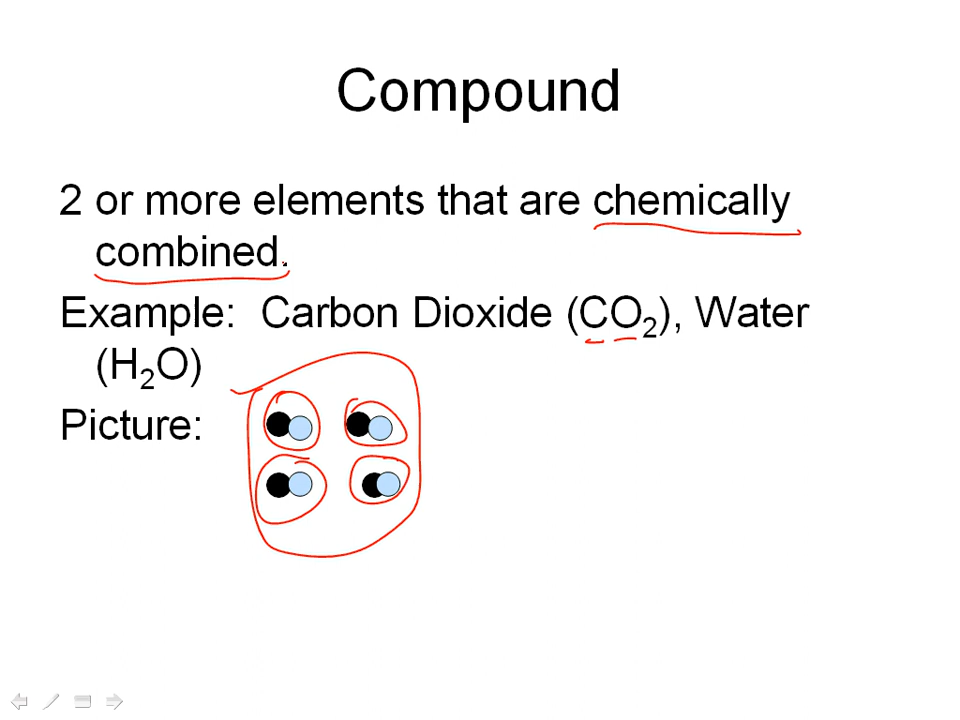 Compound
2 or more elements that are chemically
combined.
Example: Carbon Dioxide (CO₂), Water
(H₂O)
Picture: